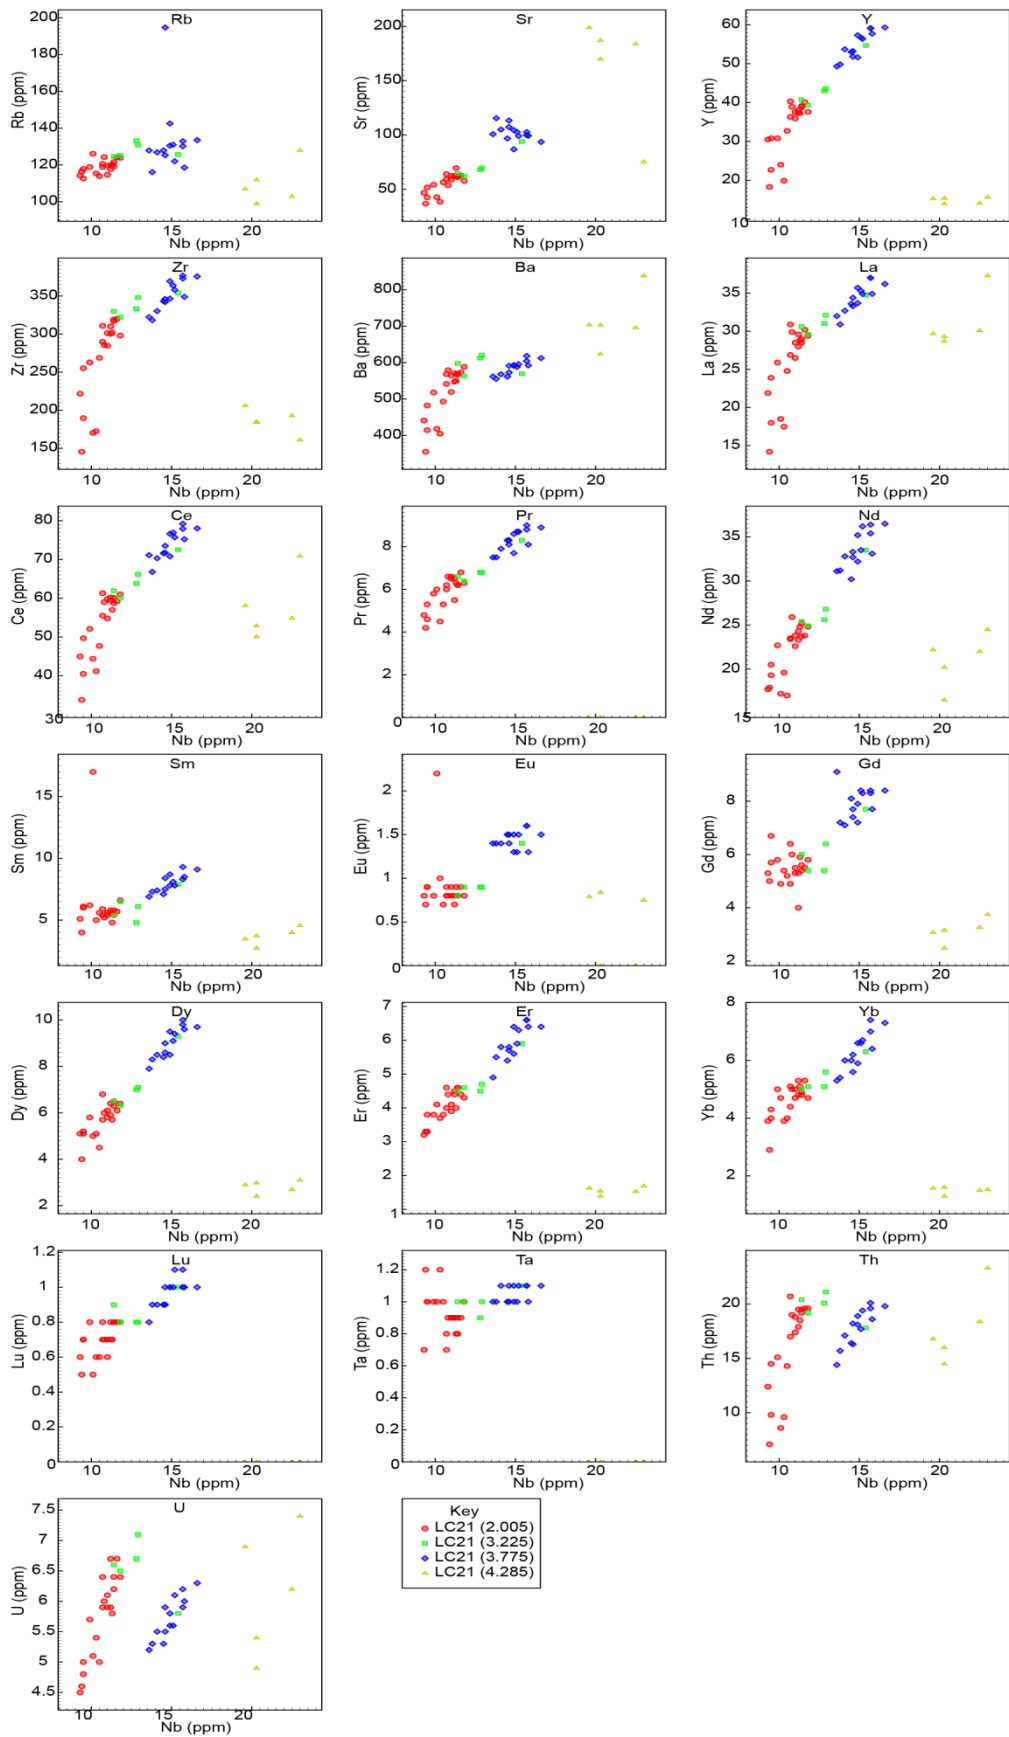 Rb
200
180
160
140
120
100
Rb (ppm)
10 15 20
Nb (ppm)
Sr
200
150
100
50
Sr (ppm)
10 15 20
Nb (ppm)
Y
60
50
40
30
20
10
Y (ppm)
10 15 20
Nb (ppm)
Zr
350
300
250
200
150
Zr (ppm)
10 15 20
Nb (ppm)
Ba
800
700
600
500
400
Ba (ppm)
10 15 20
Nb (ppm)
La
35
30
25
20
15
La (ppm)
10 15 20
Nb (ppm)
Ce
80
70
60
50
40
30
Ce (ppm)
10 15 20
Nb (ppm)
Pr
8
6
4
2
0
Pr (ppm)
10 15 20
Nb (ppm)
Nd
35
30
25
20
15
Nd (ppm)
10 15 20
Nb (ppm)
Sm
15
10
5
Sm (ppm)
10 15 20
Nb (ppm)
Eu
2
1.5
1
0.5
0
Eu (ppm)
10 15 20
Nb (ppm)
Gd
8
6
4
2
Gd (ppm)
10 15 20
Nb (ppm)
Dy
10
8
6
4
2
Dy (ppm)
10 15 20
Nb (ppm)
Er
7
6
5
4
3
2
1
Er (ppm)
10 15 20
Nb (ppm)
Yb
8
6
4
2
Yb (ppm)
10 15 20
Nb (ppm)
Lu
1.2
1
0.8
0.6
0.4
0.2
0
Lu (ppm)
10 15 20
Nb (ppm)
Ta
1.2
1
0.8
0.6
0.4
0.2
0
Ta (ppm)
10 15 20
Nb (ppm)
Th
20
10
Th (ppm)
10 15 20
Nb (ppm)
U
7.5
7
6.5
6
5.5
5
4.5
U (ppm)
10 15 20
Nb (ppm)
Key
LC21 (2.005)
LC21 (3.225)
LC21 (3.775)
LC21 (4.285)